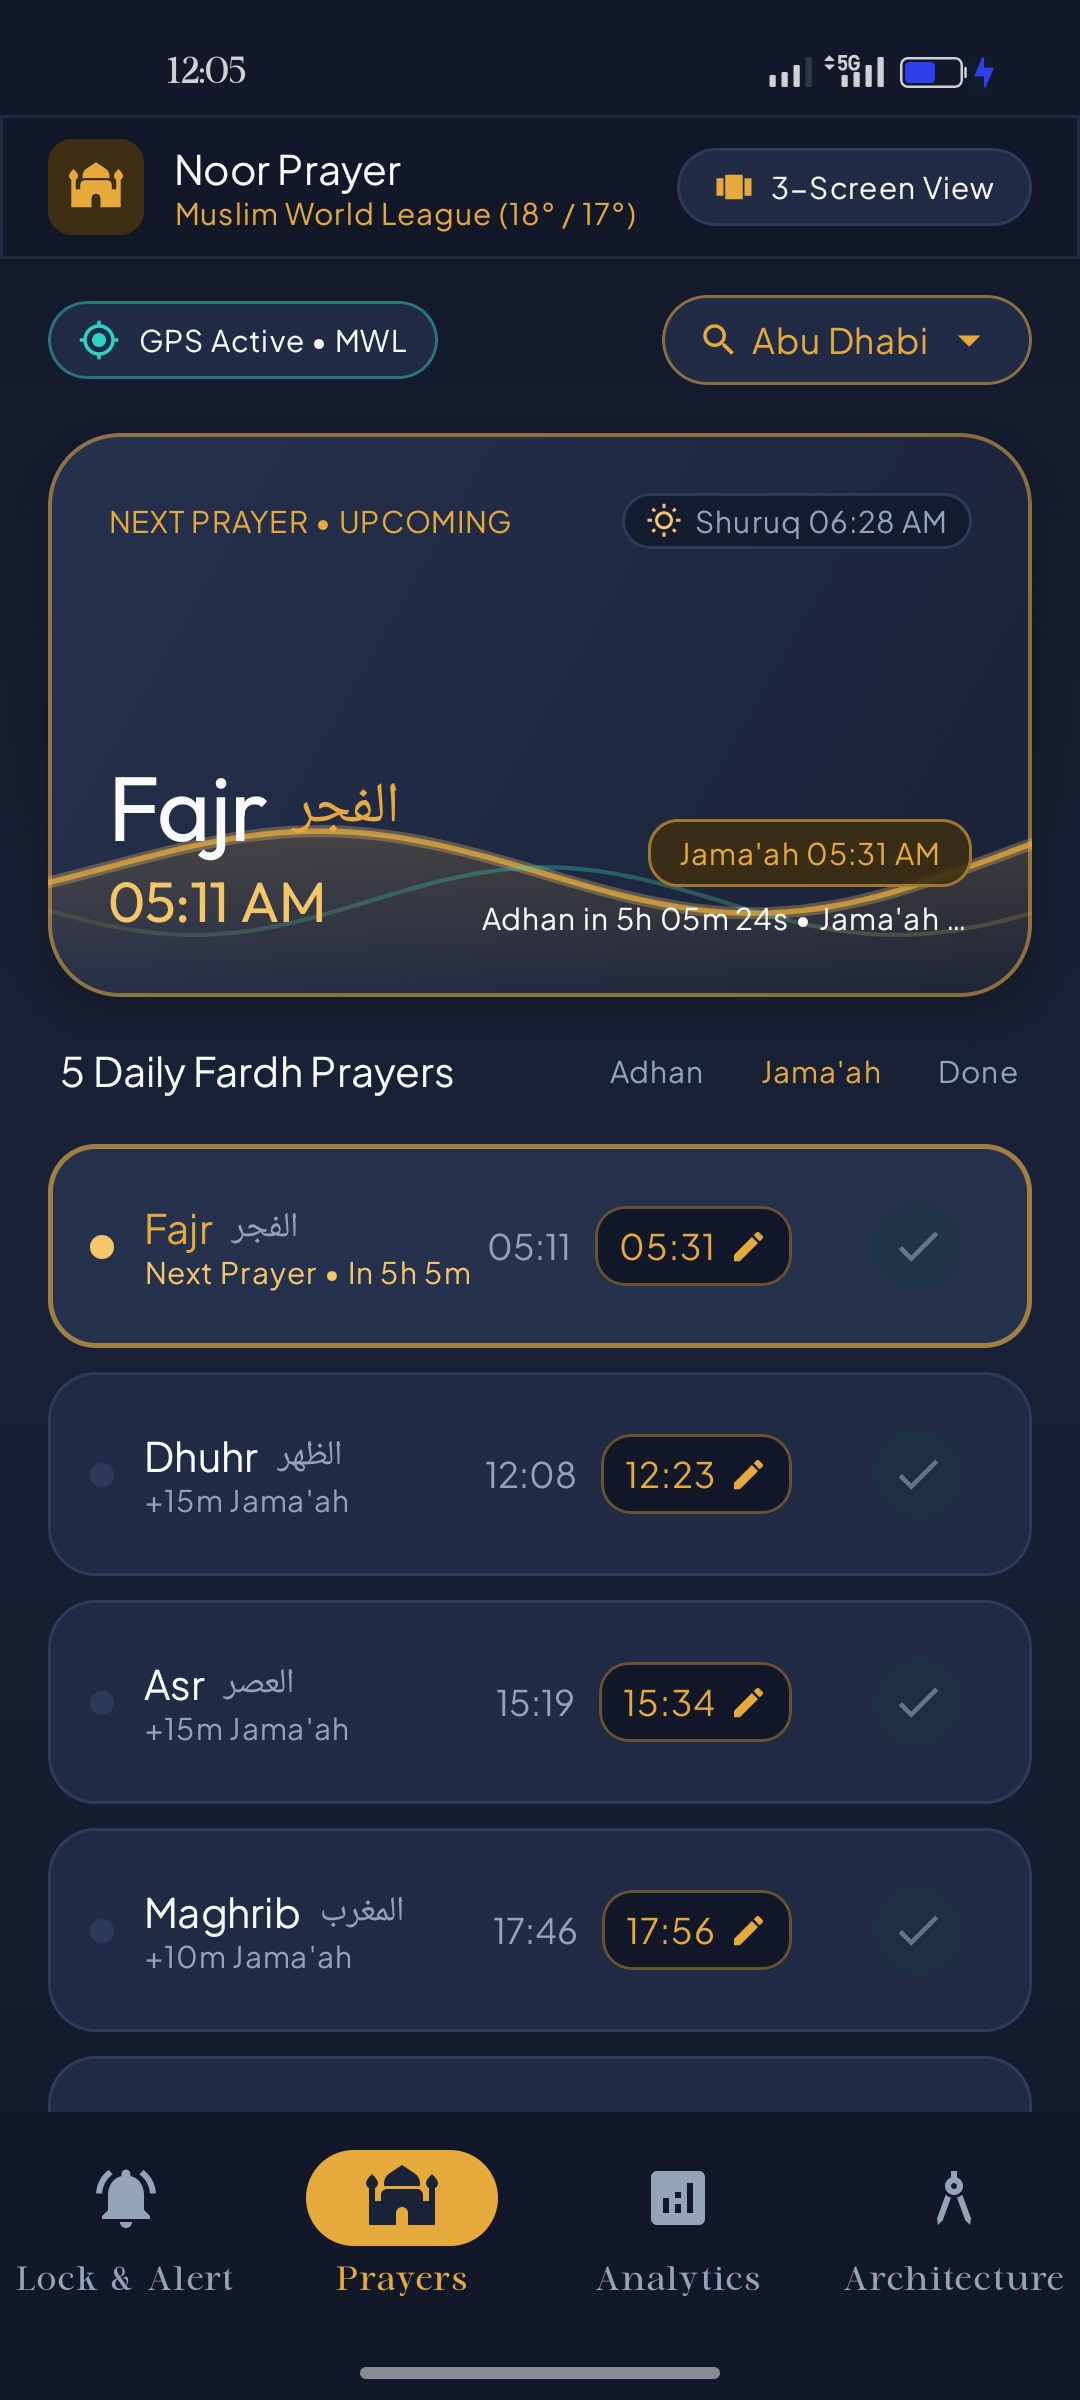 12:05
5G
Noor Prayer
Muslim World League (18° / 17°)
3-Screen View
GPS Active • MWL
Abu Dhabi
NEXT PRAYER • UPCOMING
Shuruq 06:28 AM
Fajr الفجر
Jama'ah 05:31 AM
05:11 AM
Adhan in 5h 05m 24s • Jama'ah ...
5 Daily Fardh Prayers
Adhan
Jama'ah
Done
Fajr الفجر
Next Prayer • In 5h 5m
05:11
05:31
Dhuhr الظهر
+15m Jama'ah
12:08
12:23
Asr العصر
+15m Jama'ah
15:19
15:34
Maghrib المغرب
+10m Jama'ah
17:46
17:56
Lock & Alert
Prayers
Analytics
Architecture